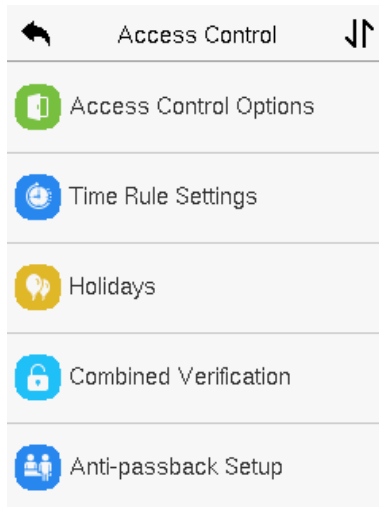 Access Control
Access Control Options
Time Rule Settings
Holidays
Combined Verification
Anti-passback Setup